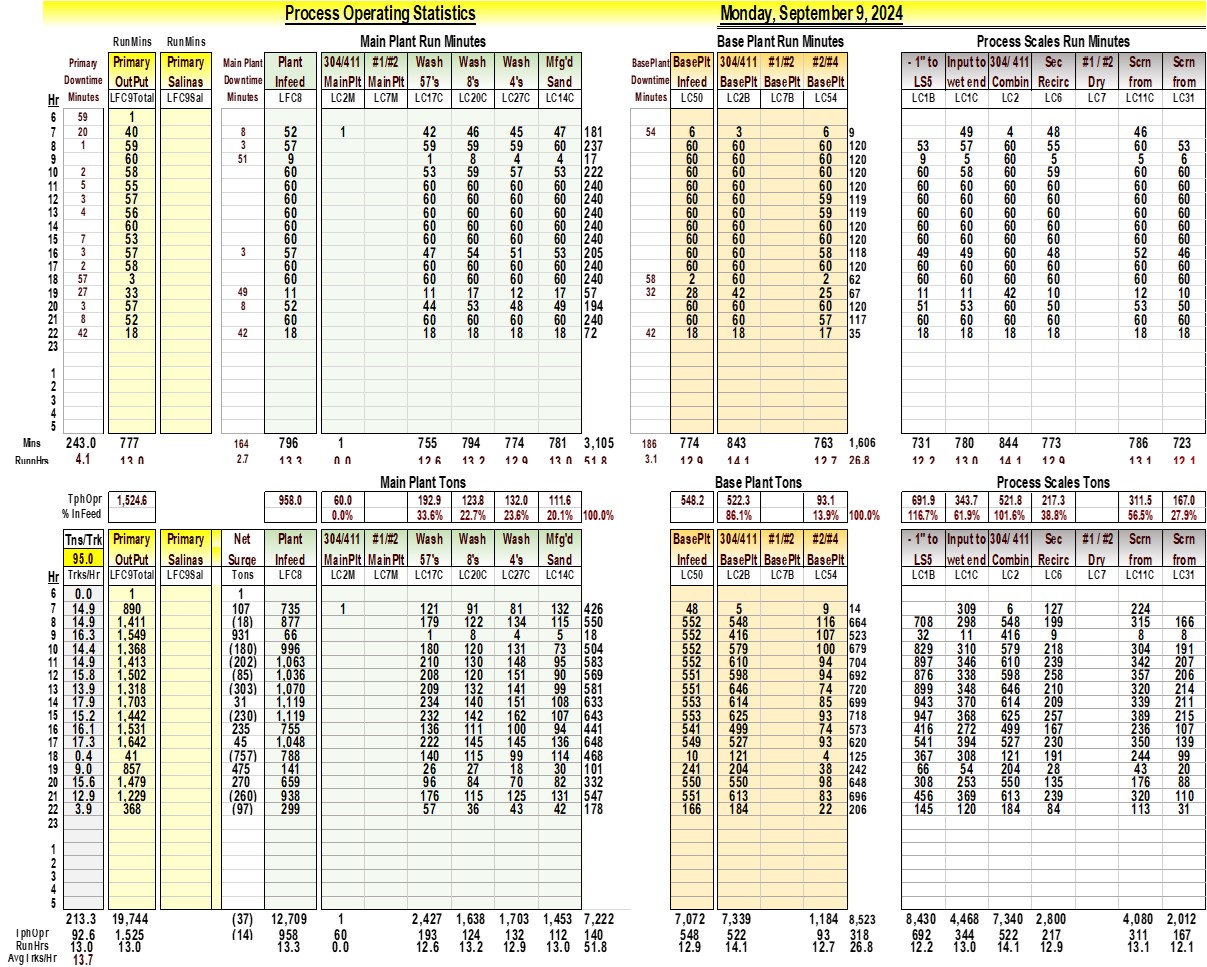 Process Operating Statistics Monday, September 9, 2024
RunMins RunMins Main Plant Run Minutes Base Plant Run Minutes Process Scales Run Minutes
Primary Primary Primary Main Plant Plant 304/411 #1/#2 Wash Wash Wash Mfg'd BasePlant BasePlt 304/411 #1/#2 #2/#4 - 1" to Input to 304/ 411 Sec #1 / #2 Scrn Scrn
Downtime OutPut Salinas Downtime Infeed MainPlt MainPlt 57's 8's 4's Sand Downtime Infeed BasePlt BasePlt BasePlt LS5 wet end Combin Recirc Dry from from
Hr Minutes LFC9Total LFC9Sal Minutes LFC8 LC2M LC7M LC17C LC20C LC27C LC14C Minutes LC50 LC2B LC7B LC54 LC1B LC1C LC2 LC6 LC7 LC11C LC31
6 59 1
7 20 40 8 52 1 42 46 45 47 181 54 6 3 6 9 49 4 48 46
8 1 59 3 57 59 59 59 60 237 60 60 60 120 53 57 60 55 60 53
9 60 51 9 1 8 4 4 17 60 60 60 120 9 5 60 5 5 6
10 2 58 60 53 59 57 53 222 60 60 60 120 60 58 60 59 60 60
11 5 55 60 60 60 60 60 240 60 60 60 120 60 60 60 60 60 60
12 3 57 60 60 60 60 60 240 60 60 59 119 60 60 60 60 60 60
13 4 56 60 60 60 60 60 240 60 60 59 119 60 60 60 60 60 60
14 60 60 60 60 60 60 240 60 60 60 120 60 60 60 60 60 60
15 7 53 60 60 60 60 60 240 60 60 60 120 60 60 60 60 60 60
16 3 57 3 57 47 54 51 53 205 60 60 58 118 49 49 60 48 52 46
17 2 58 60 60 60 60 60 240 60 60 60 120 60 60 60 60 60 60
18 57 3 60 60 60 60 60 240 58 2 60 2 62 60 60 60 60 60 60
19 27 33 49 11 11 17 12 17 57 32 28 42 25 67 11 11 42 10 12 10
20 3 57 8 52 44 53 48 49 194 60 60 60 120 51 53 60 50 53 50
21 8 52 60 60 60 60 60 240 60 60 57 117 60 60 60 60 60 60
22 42 18 42 18 18 18 18 18 72 42 18 18 17 35 18 18 18 18 18 18
23
1
2
3
4
5
Mins 243.0 777 164 796 1 755 794 774 781 3,105 186 774 843 763 1,606 731 780 844 773 786 723
RunnHrs 4.1 13.0 2.7 13.3 0.0 12.6 13.2 12.9 13.0 51.8 3.1 12.9 14.1 12.7 26.8 12.2 13.0 14.1 12.9 13.1 12.1
Main Plant Tons Base Plant Tons Process Scales Tons
TphOpr 1,524.6 958.0 60.0 192.9 123.8 132.0 111.6 548.2 522.3 93.1 691.9 343.7 521.8 217.3 311.5 167.0
% InFeed 0.0% 33.6% 22.7% 23.6% 20.1% 100.0% 86.1% 13.9% 100.0% 116.7% 61.9% 101.6% 38.8% 56.5% 27.9%
Tns/Trk Primary Primary Net Plant 304/411 #1/#2 Wash Wash Wash Mfg'd BasePlt 304/411 #1/#2 #2/#4 - 1" to Input to 304/ 411 Sec #1 / #2 Scrn Scrn
95.0 OutPut Salinas Surge Infeed MainPlt MainPlt 57's 8's 4's Sand Infeed BasePlt BasePlt BasePlt LS5 wet end Combin Recirc Dry from from
Hr Trks/Hr LFC9Total LFC9Sal Tons LFC8 LC2M LC7M LC17C LC20C LC27C LC14C LC50 LC2B LC7B LC54 LC1B LC1C LC2 LC6 LC7 LC11C LC31
6 0.0 1 1
7 14.9 890 107 735 1 121 91 81 132 426 48 5 9 14 309 6 127 224
8 14.9 1,411 (18) 877 179 122 134 115 550 552 548 116 664 708 298 548 199 315 166
9 16.3 1,549 931 66 1 8 4 5 18 552 416 107 523 32 11 416 9 8 8
10 14.4 1,368 (180) 996 180 120 131 73 504 552 579 100 679 829 310 579 218 304 191
11 14.9 1,413 (202) 1,063 210 130 148 95 583 552 610 94 704 897 346 610 239 342 207
12 15.8 1,502 (85) 1,036 208 120 151 90 569 551 598 94 692 876 338 598 258 357 206
13 13.9 1,318 (303) 1,070 209 132 141 99 581 551 646 74 720 899 348 646 210 320 214
14 17.9 1,703 31 1,119 234 140 151 108 633 553 614 85 699 943 370 614 209 339 211
15 15.2 1,442 (230) 1,119 232 142 162 107 643 553 625 93 718 947 368 625 257 389 215
16 16.1 1,531 235 755 136 111 100 94 441 541 499 74 573 416 272 499 167 236 107
17 17.3 1,642 45 1,048 222 145 145 136 648 549 527 93 620 541 394 527 230 350 139
18 0.4 41 (757) 788 140 115 99 114 468 10 121 4 125 367 308 121 191 244 99
19 9.0 857 475 141 26 27 18 30 101 241 204 38 242 66 54 204 28 43 20
20 15.6 1,479 270 659 96 84 70 82 332 550 550 98 648 308 253 550 135 176 88
21 12.9 1,229 (260) 938 176 115 125 131 547 551 613 83 696 456 369 613 239 320 110
22 3.9 368 (97) 299 57 36 43 42 178 166 184 22 206 145 120 184 84 113 31
23
1
2
3
4
5
213.3 19,744 (37) 12,709 1 2,427 1,638 1,703 1,453 7,222 7,072 7,339 1,184 8,523 8,430 4,468 7,340 2,800 4,080 2,012
TphOpr 92.6 1,525 (14) 958 60 193 124 132 112 140 548 522 93 318 692 344 522 217 311 167
RunHrs 13.0 13.0 13.3 0.0 12.6 13.2 12.9 13.0 51.8 12.9 14.1 12.7 26.8 12.2 13.0 14.1 12.9 13.1 12.1
AvgTrks/Hr 13.7